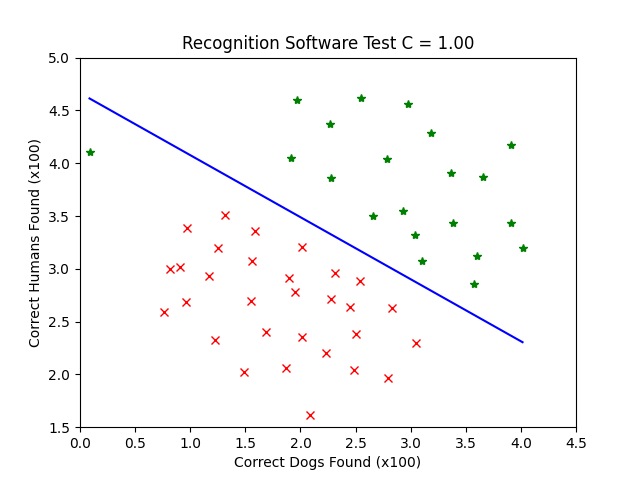 Recognition Software Test C = 1.00
5.0
4.5
4.0
3.5
3.0
2.5
2.0
1.5
Correct Humans Found (x100)
0.0 0.5 1.0 1.5 2.0 2.5 3.0 3.5 4.0 4.5
Correct Dogs Found (x100)